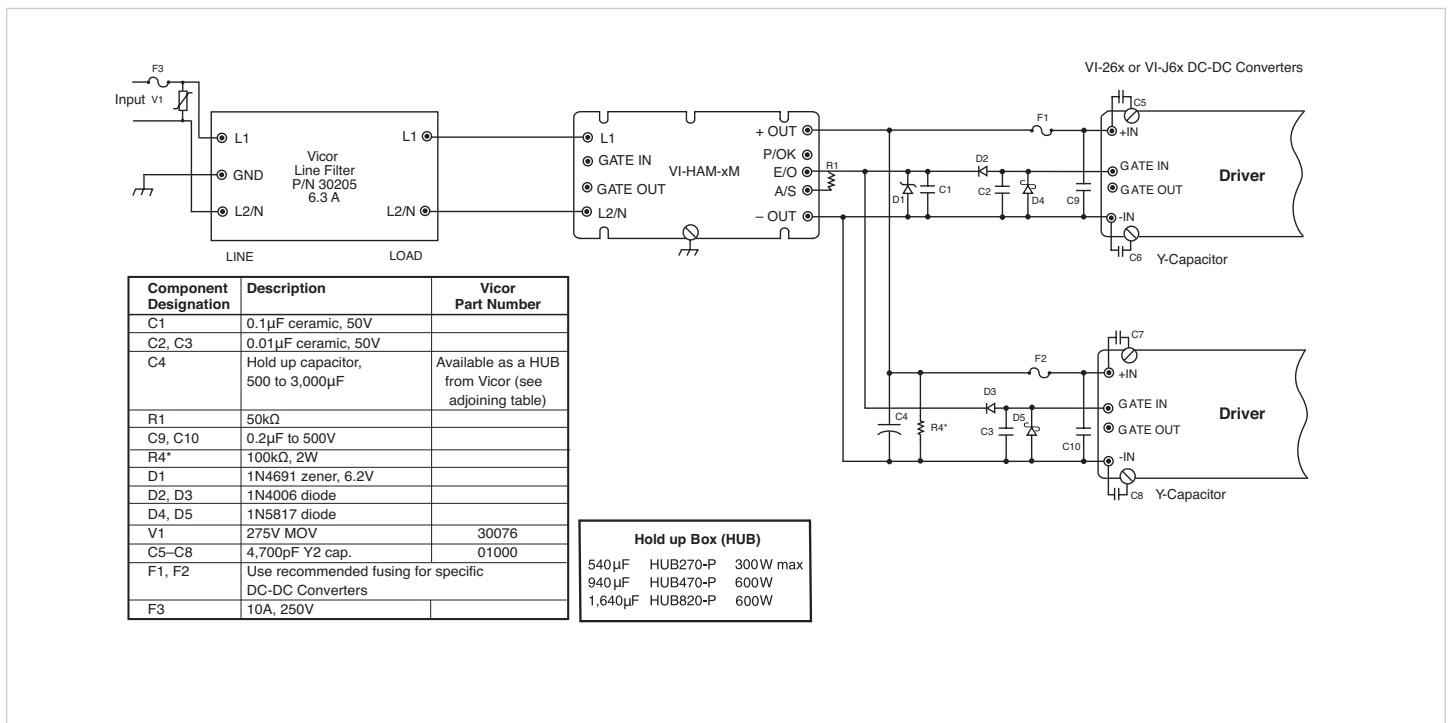 VI-26x or VI-J6x DC-DC Converters
F3
Input V1
L1
GND
L2/N
Vicor
Line Filter
P/N 30205
6.3 A
L1
L2/N
LINE
LOAD
L1
GATE IN
GATE OUT
L2/N
VI-HAM-xM
+ OUT
P/OK
E/O
A/S
– OUT
R1
D1
C1
D2
C2
D4
F1
C9
C5
+IN
GATE IN
GATE OUT
-IN
Driver
C6
Y-Capacitor
C4
R4*
D3
C3
D5
F2
C10
C7
+IN
GATE IN
GATE OUT
-IN
Driver
C8
Y-Capacitor
Component Designation Description Vicor Part Number
C1 0.1µF ceramic, 50V
C2, C3 0.01µF ceramic, 50V
C4 Hold up capacitor, 500 to 3,000µF Available as a HUB from Vicor (see adjoining table)
R1 50kΩ
C9, C10 0.2µF to 500V
R4* 100kΩ, 2W
D1 1N4691 zener, 6.2V
D2, D3 1N4006 diode
D4, D5 1N5817 diode
V1 275V MOV 30076
C5–C8 4,700pF Y2 cap. 01000
F1, F2 Use recommended fusing for specific DC-DC Converters
F3 10A, 250V
Hold up Box (HUB)
540µF HUB270-P 300W max
940µF HUB470-P 600W
1,640µF HUB820-P 600W